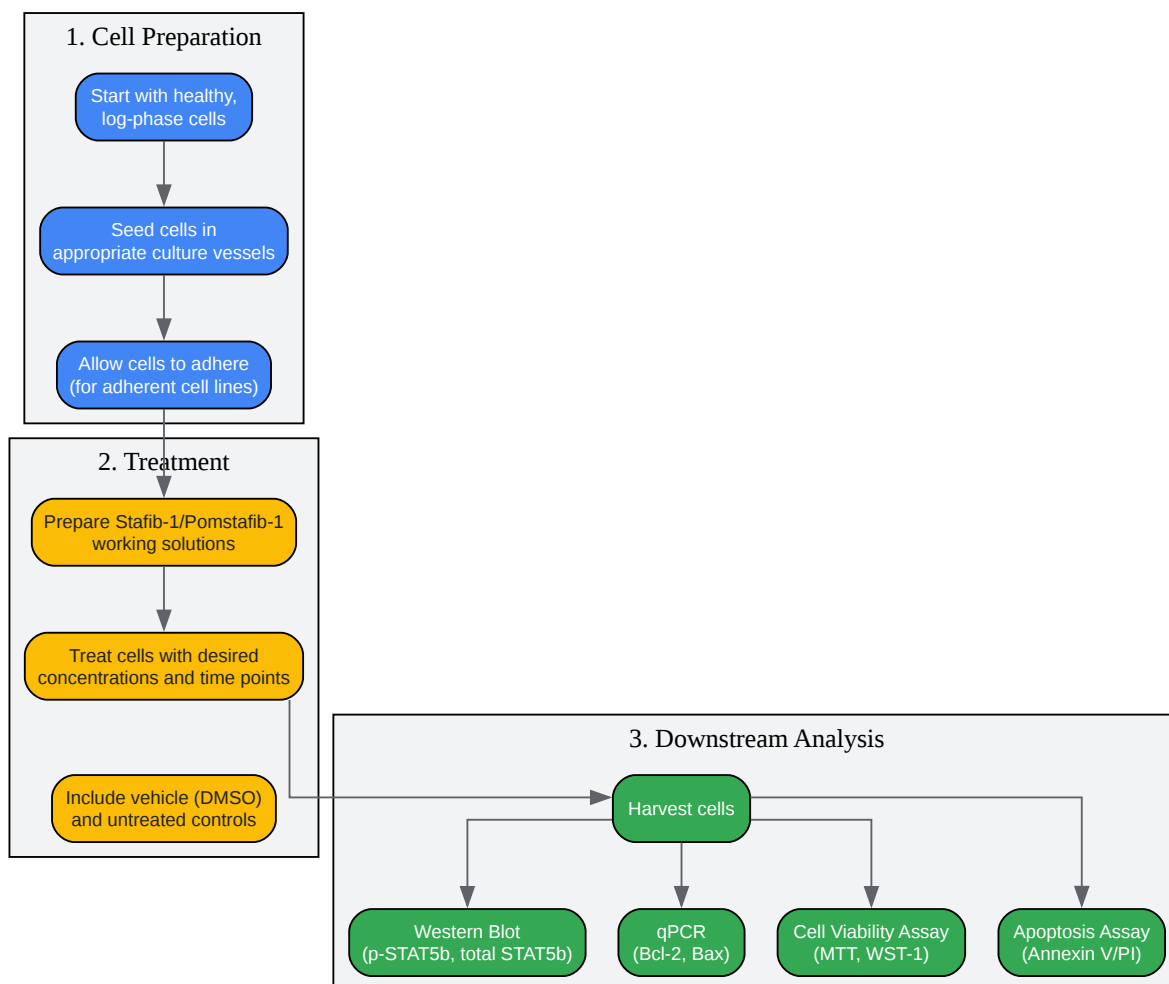 1. Cell Preparation
Start with healthy,
log-phase cells
Seed cells in
appropriate culture vessels
Allow cells to adhere
(for adherent cell lines)
2. Treatment
Prepare Stafib-1/Pomstafib-1
working solutions
Treat cells with desired
concentrations and time points
Include vehicle (DMSO)
and untreated controls
3. Downstream Analysis
Harvest cells
Western Blot
(p-STAT5b, total STAT5b)
qPCR
(Bcl-2, Bax)
Cell Viability Assay
(MTT, WST-1)
Apoptosis Assay
(Annexin V/PI)